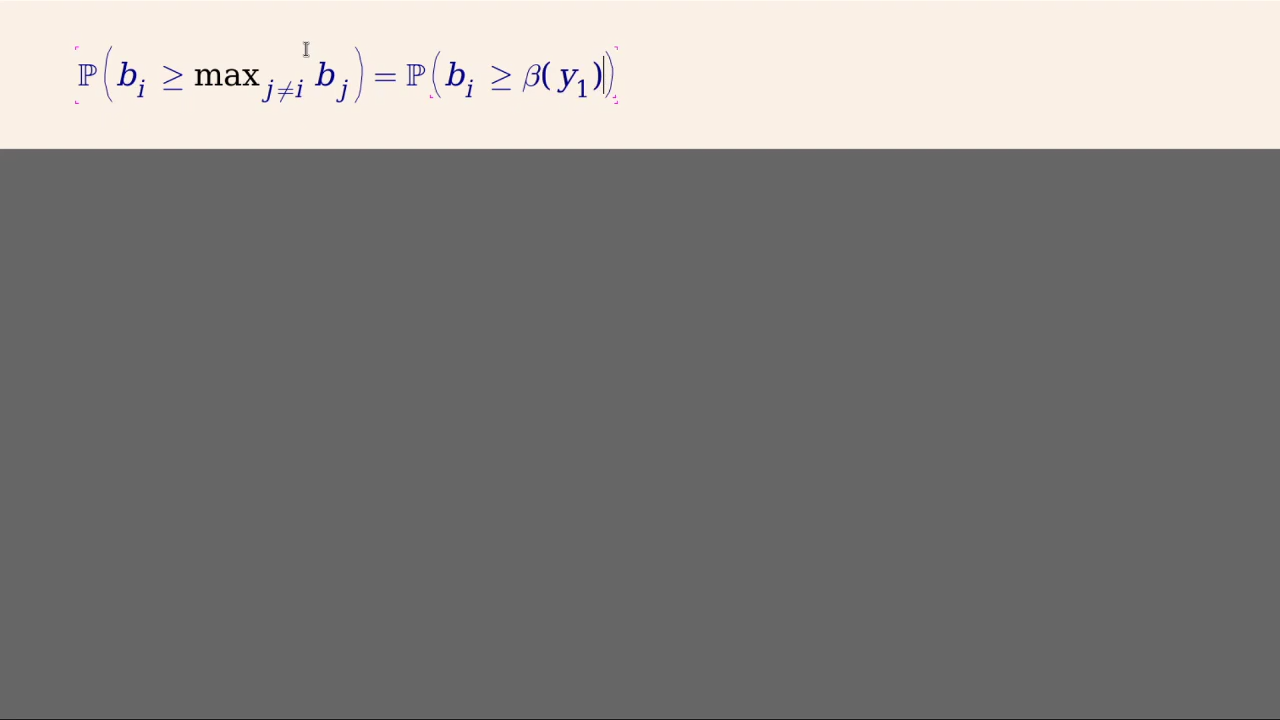 ℙ(b_i ≥ max_{j≠i} b_j) = ℙ(b_i ≥ β(y_1))